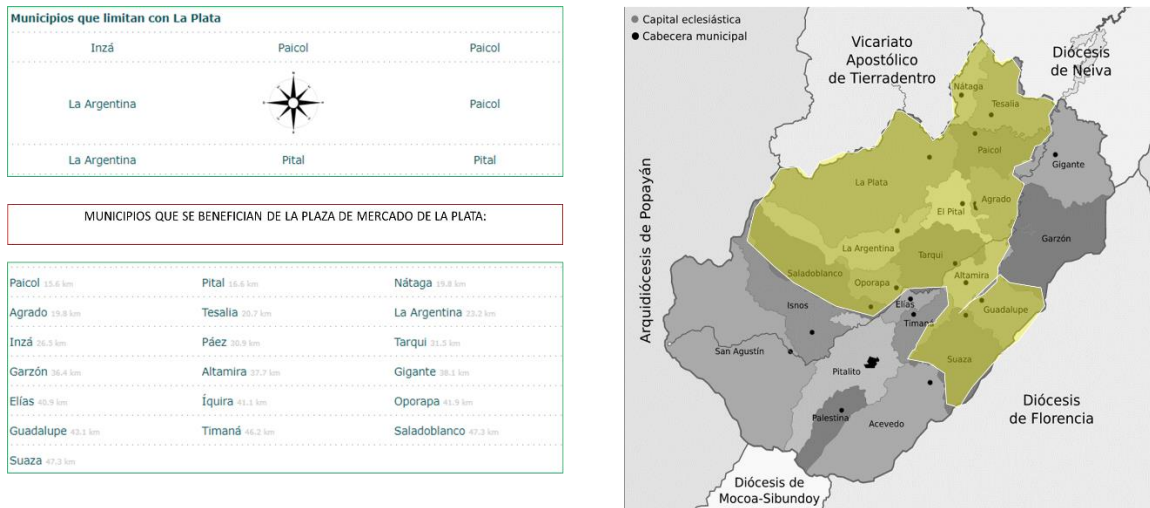 Municipios que limitan con La Plata
Inzá Paicol Paicol
La Argentina Paicol
La Argentina Pital Pital
MUNICIPIOS QUE SE BENEFICIAN DE LA PLAZA DE MERCADO DE LA PLATA:
Paicol 15.6 km Pital 16.6 km Nátaga 19.8 km
Agrado 19.8 km Tesalia 20.7 km La Argentina 23.2 km
Inzá 26.5 km Páez 30.9 km Tarqui 31.5 km
Garzón 36.4 km Altamira 37.7 km Gigante 38.1 km
Elías 40.9 km Íquira 41.1 km Oporapa 41.9 km
Guadalupe 43.1 km Timaná 46.2 km Saladoblanco 47.3 km
Suaza 47.3 km
Capital eclesiástica
Cabecera municipal
Vicariato
Apostólico
de Tierradentro
Diócesis
de Neiva
Nátaga
Tesalia
Paicol
Gigante
La Plata
Agrado
El Pital
Garzón
La Argentina
Tarqui
Saladoblanco
Altamira
Oporapa
Elías
Isnos
Guadalupe
Timaná
San Agustín
Suaza
Pitalito
Palestina
Acevedo
Arquidiócesis de Popayán
Diócesis
de Florencia
Diócesis de
Mocoa-Sibundoy